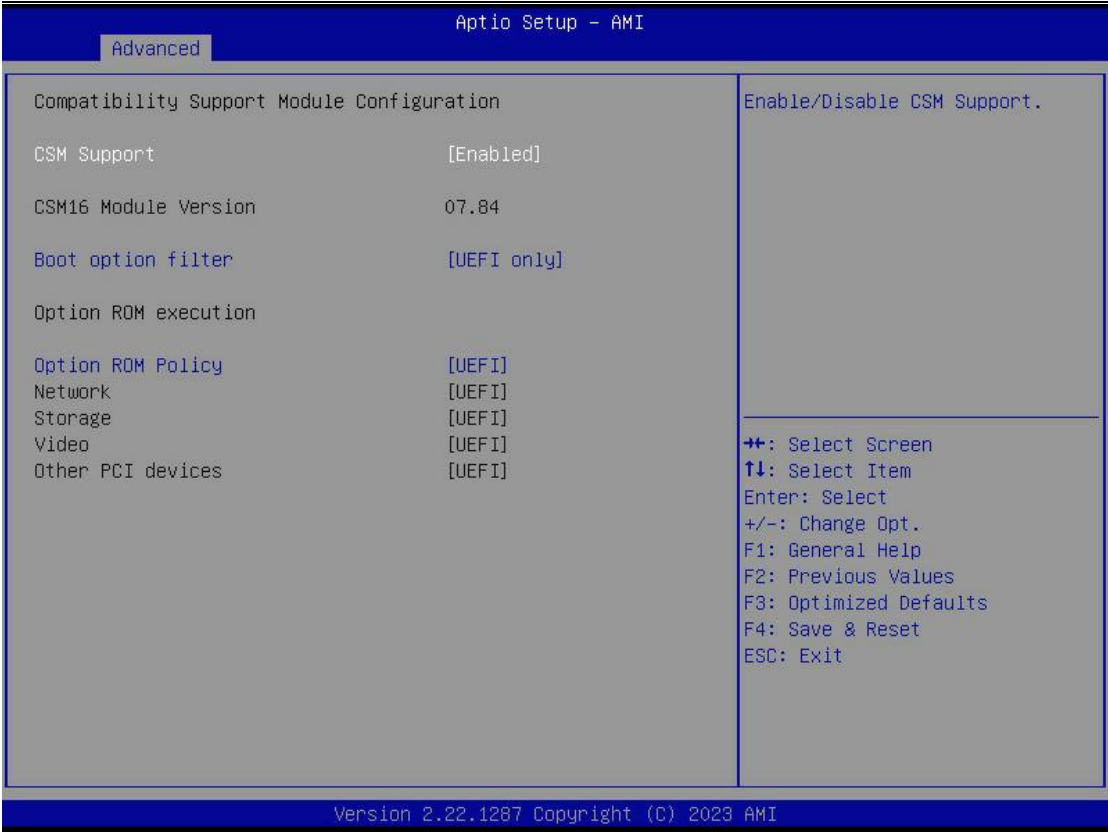 Aptio Setup – AMI
Advanced
Compatibility Support Module Configuration
CSM Support [Enabled]
CSM16 Module Version 07.84
Boot option filter [UEFI only]
Option ROM execution
Option ROM Policy [UEFI]
Network [UEFI]
Storage [UEFI]
Video [UEFI]
Other PCI devices [UEFI]
Enable/Disable CSM Support.
→←: Select Screen
↑↓: Select Item
Enter: Select
+/-: Change Opt.
F1: General Help
F2: Previous Values
F3: Optimized Defaults
F4: Save & Reset
ESC: Exit
Version 2.22.1287 Copyright (C) 2023 AMI